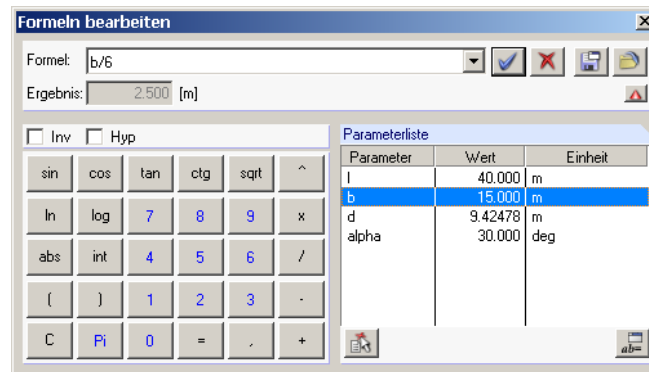 Formeln bearbeiten
Formel: b/6
Ergebnis: 2.500 [m]
Inv Hyp
Parameterliste
Parameter Wert Einheit
l 40.000 m
b 15.000 m
d 9.42478 m
alpha 30.000 deg
sin cos tan ctg sqrt ^
ln log 7 8 9 x
abs int 4 5 6 /
( ) 1 2 3 -
C Pi 0 = , +
ab=